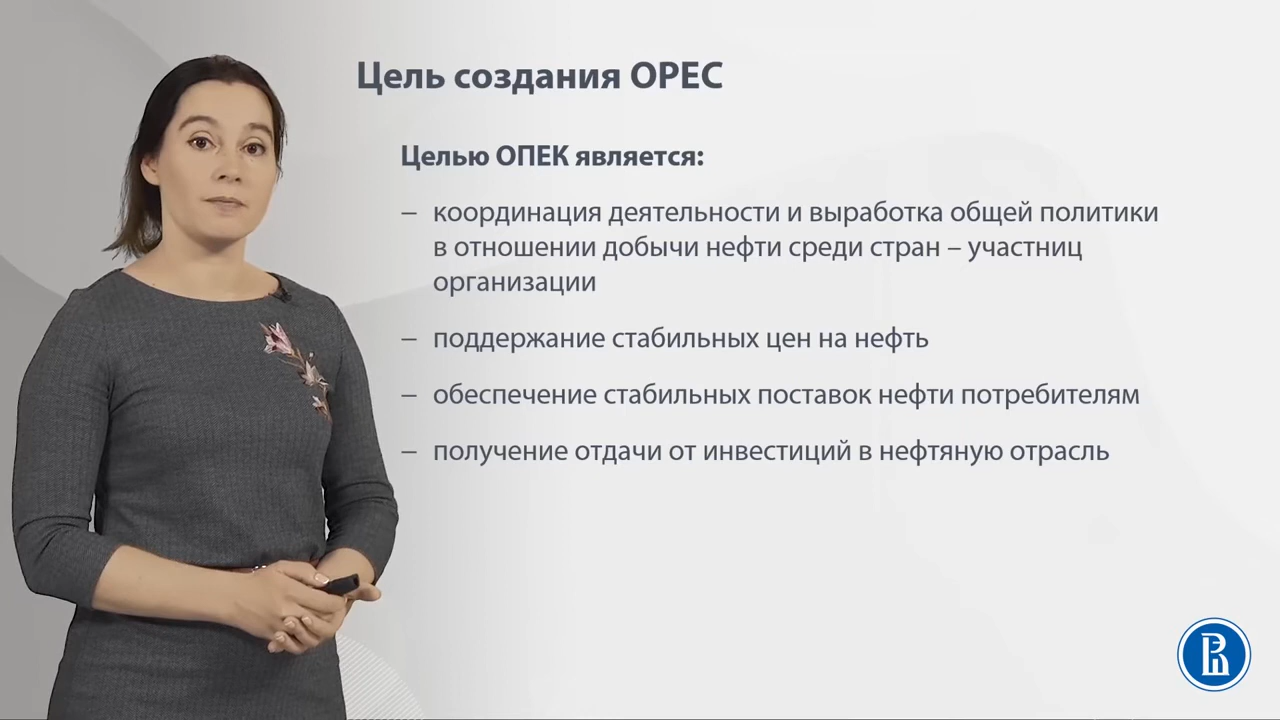 Цель создания OPEC
Целью ОПЕК является:
– координация деятельности и выработка общей политики
в отношении добычи нефти среди стран – участниц
организации
– поддержание стабильных цен на нефть
– обеспечение стабильных поставок нефти потребителям
– получение отдачи от инвестиций в нефтяную отрасль